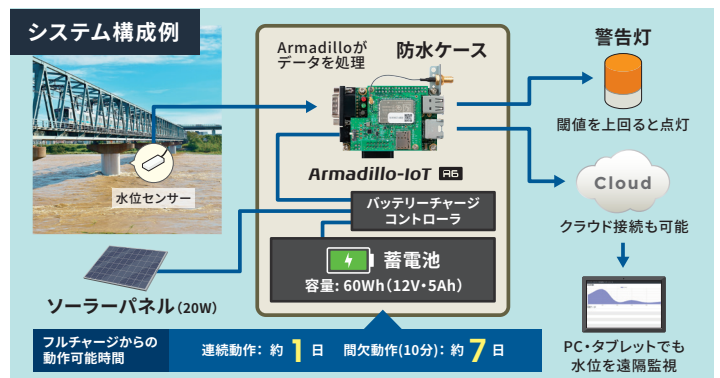 システム構成例
Armadilloが
データを処理
防水ケース
警告灯
閾値を上回ると点灯
水位センサー
Armadillo-IoT A6
Cloud
クラウド接続も可能
バッテリーチャージ
コントローラ
蓄電池
容量: 60Wh(12V・5Ah)
ソーラーパネル(20W)
PC・タブレットでも
水位を遠隔監視
フルチャージからの
動作可能時間
連続動作: 約1日 間欠動作(10分): 約7日